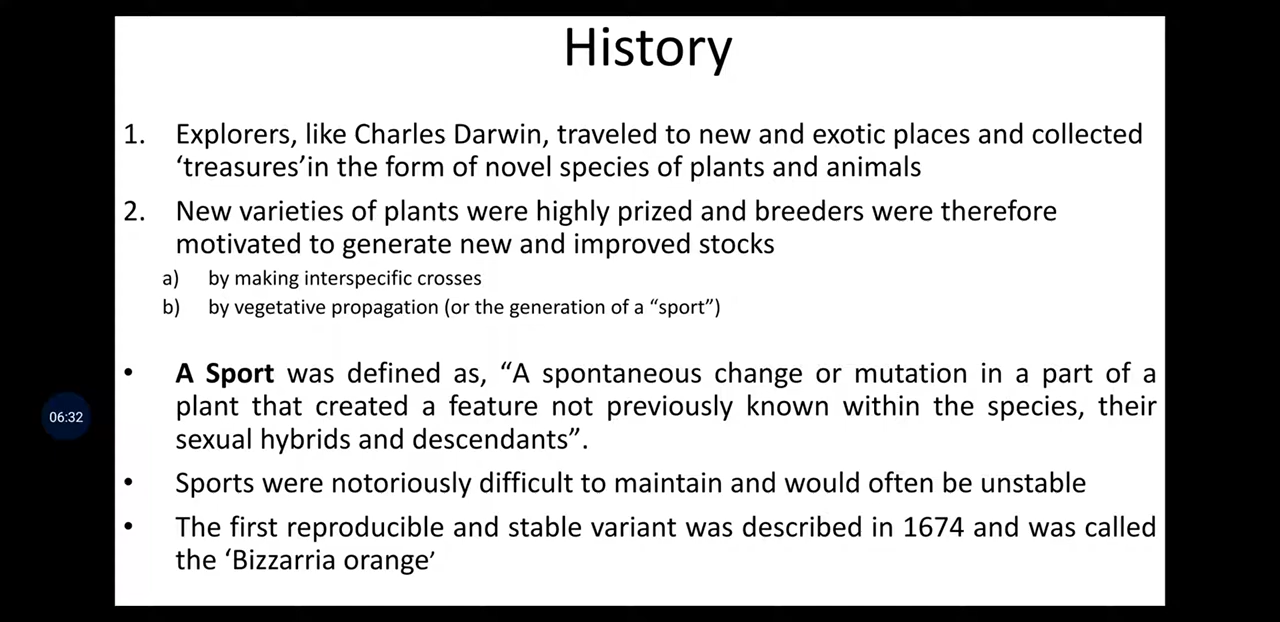 History
1. Explorers, like Charles Darwin, traveled to new and exotic places and collected
‘treasures’in the form of novel species of plants and animals
2. New varieties of plants were highly prized and breeders were therefore
motivated to generate new and improved stocks
a) by making interspecific crosses
b) by vegetative propagation (or the generation of a “sport”)
• A Sport was defined as, “A spontaneous change or mutation in a part of a
plant that created a feature not previously known within the species, their
sexual hybrids and descendants”.
06:32
• Sports were notoriously difficult to maintain and would often be unstable
• The first reproducible and stable variant was described in 1674 and was called
the ‘Bizzarria orange’